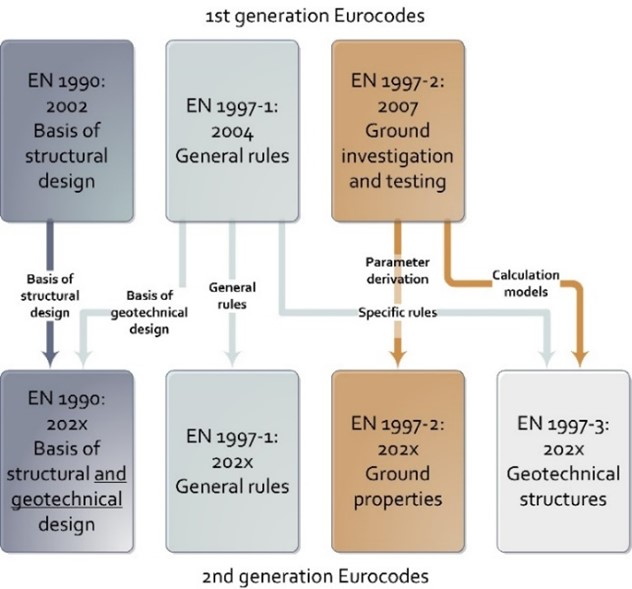 1st generation Eurocodes
EN 1990:
2002
Basis of
structural
design
EN 1997-1:
2004
General rules
EN 1997-2:
2007
Ground
investigation
and testing
Basis of
structural
design
Basis of
geotechnical
design
General
rules
Parameter
derivation
Specific rules
Calculation
models
EN 1990:
202x
Basis of
structural and
geotechnical
design
EN 1997-1:
202x
General rules
EN 1997-2:
202x
Ground
properties
EN 1997-3:
202x
Geotechnical
structures
2nd generation Eurocodes